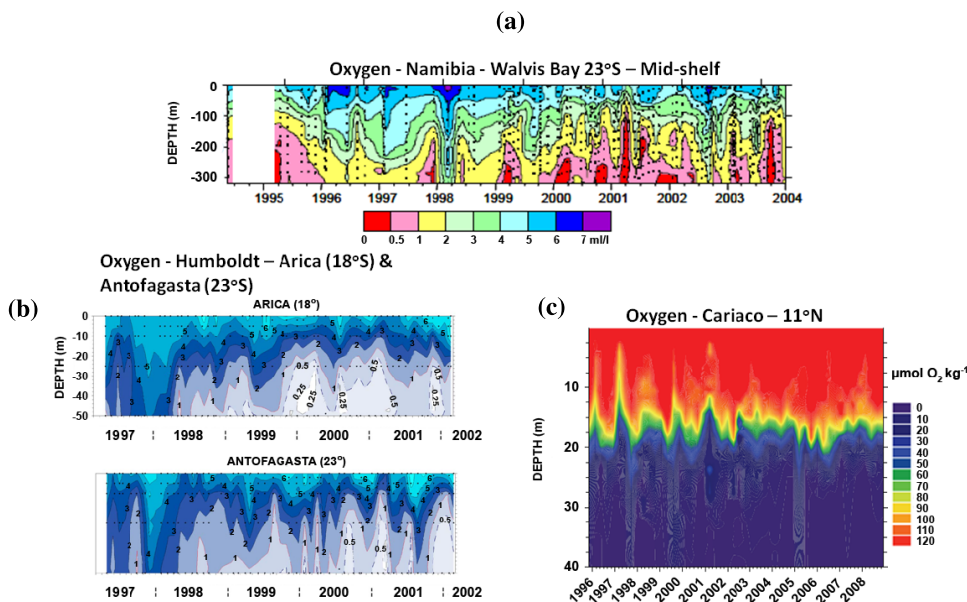 (a)
Oxygen - Namibia - Walvis Bay 23°S – Mid-shelf
DEPTH (m)
0
-100
-200
-300
1995 1996 1997 1998 1999 2000 2001 2002 2003 2004
0 0.5 1 2 3 4 5 6 7 ml/l
Oxygen - Humboldt – Arica (18°S) &
Antofagasta (23°S)
(b)
ARICA (18°)
DEPTH (m)
0
-10
-20
-30
-40
-50
1997 1998 1999 2000 2001 2002
ANTOFAGASTA (23°)
1997 1998 1999 2000 2001 2002
(c)
Oxygen - Cariaco – 11°N
DEPTH (m)
10
20
30
40
1996 1997 1998 1999 2000 2001 2002 2003 2004 2005 2006 2007 2008
μmol O₂ kg⁻¹
0
10
20
30
40
50
60
70
80
90
100
110
120